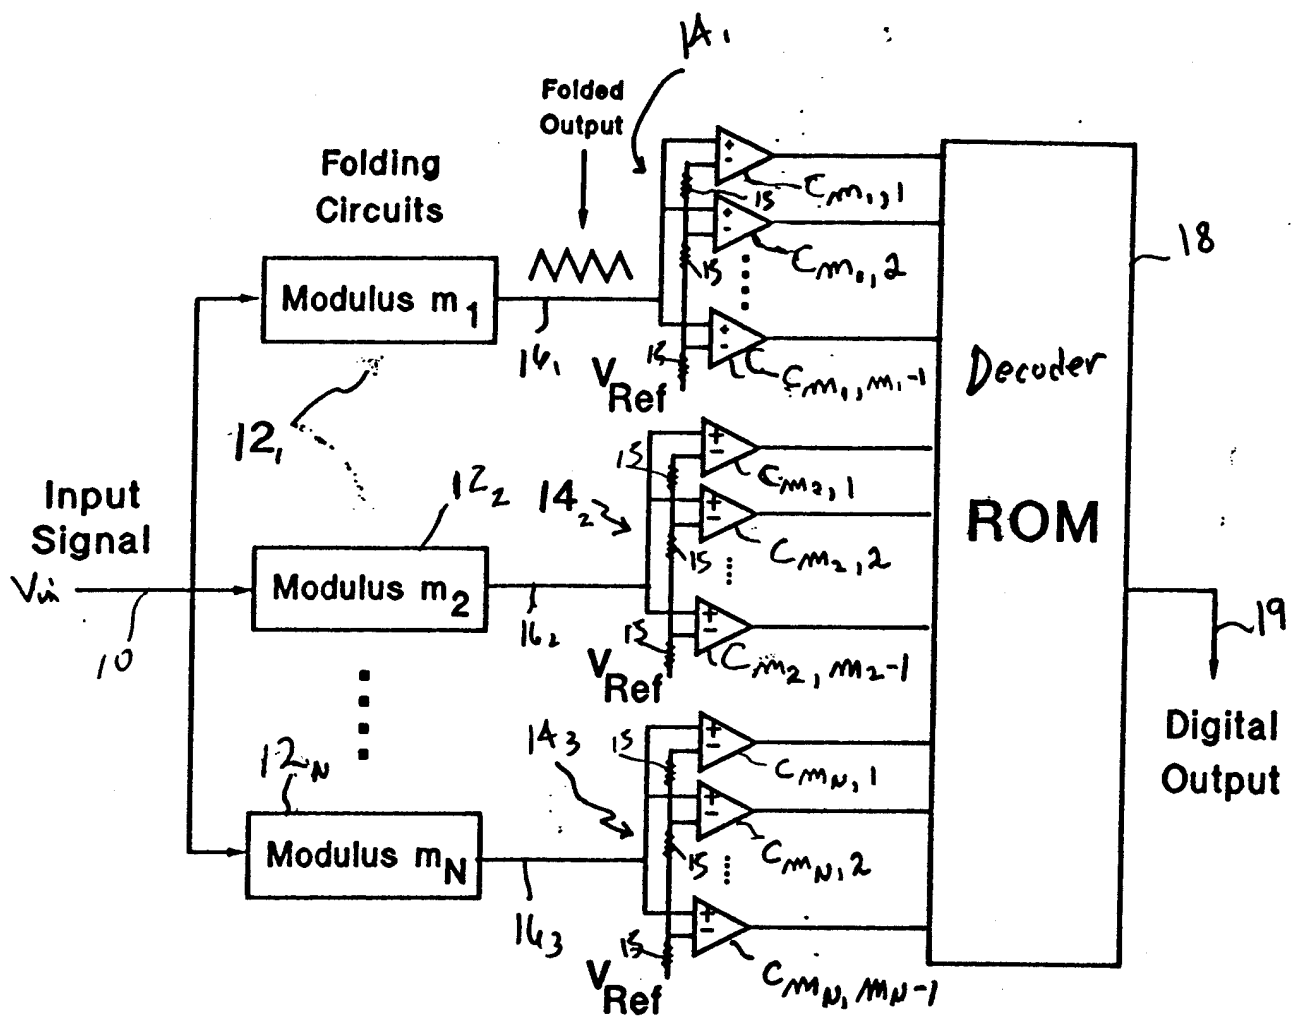 14₁
Folded
Output
Folding
Circuits
+
-
15
C m₁,1
+
-
15
C m₁,2
18
Modulus m₁
16₁
+
-
15
C m₁,m₁-1
V Ref
Decoder
12₁
Input
Signal
Vin
10
12₂
Modulus m₂
16₂
14₂
+
-
15
C m₂,1
+
-
15
C m₂,2
ROM
+
-
15
C m₂,m₂-1
V Ref
19
Digital
Output
12N
Modulus mN
16₃
14₃
+
-
15
C mN,1
+
-
15
C mN,2
+
-
15
C mN,mN-1
V Ref